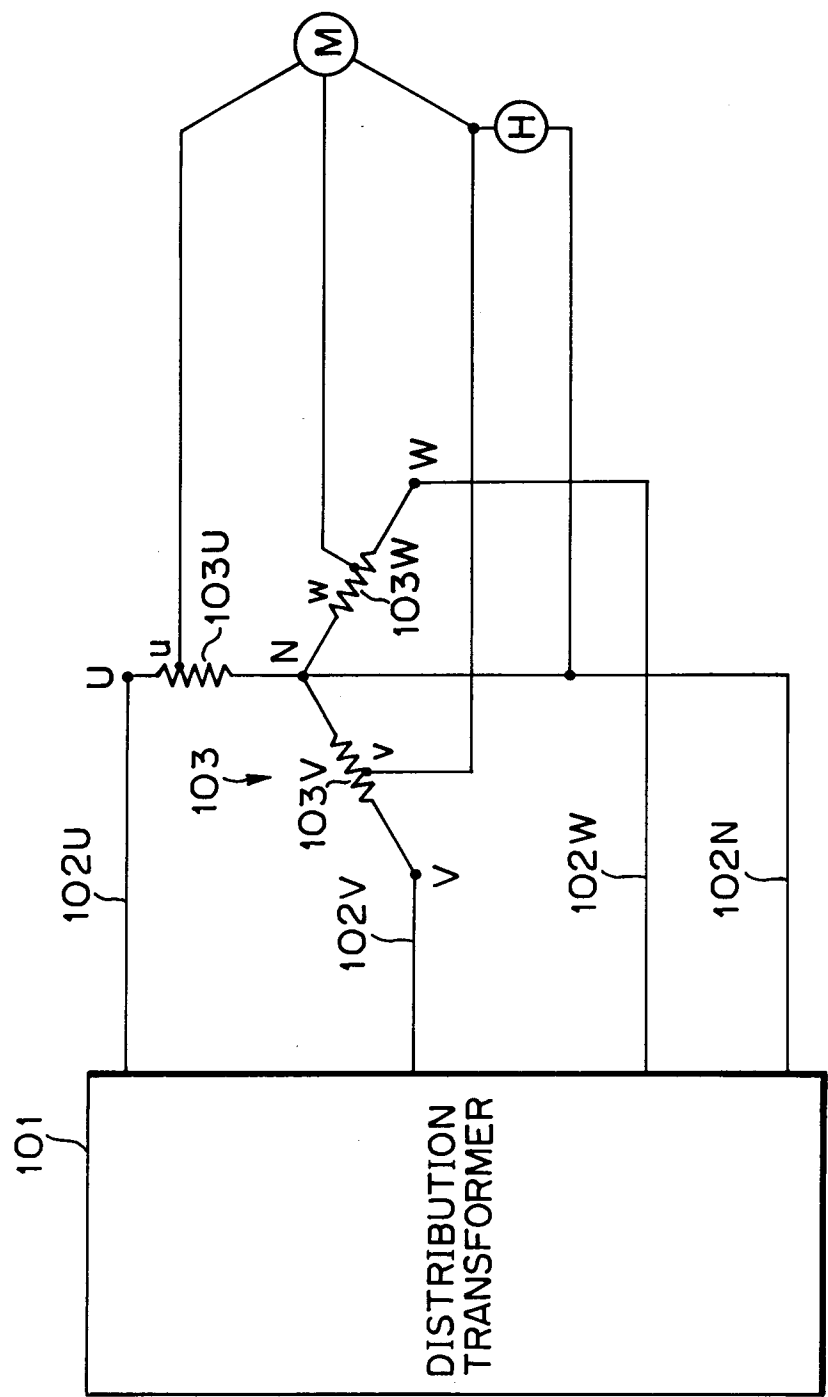 101
DISTRIBUTION
TRANSFORMER
102U
102V
102W
102N
103
U
u
103U
N
103V
v
V
w
103W
W
M
H